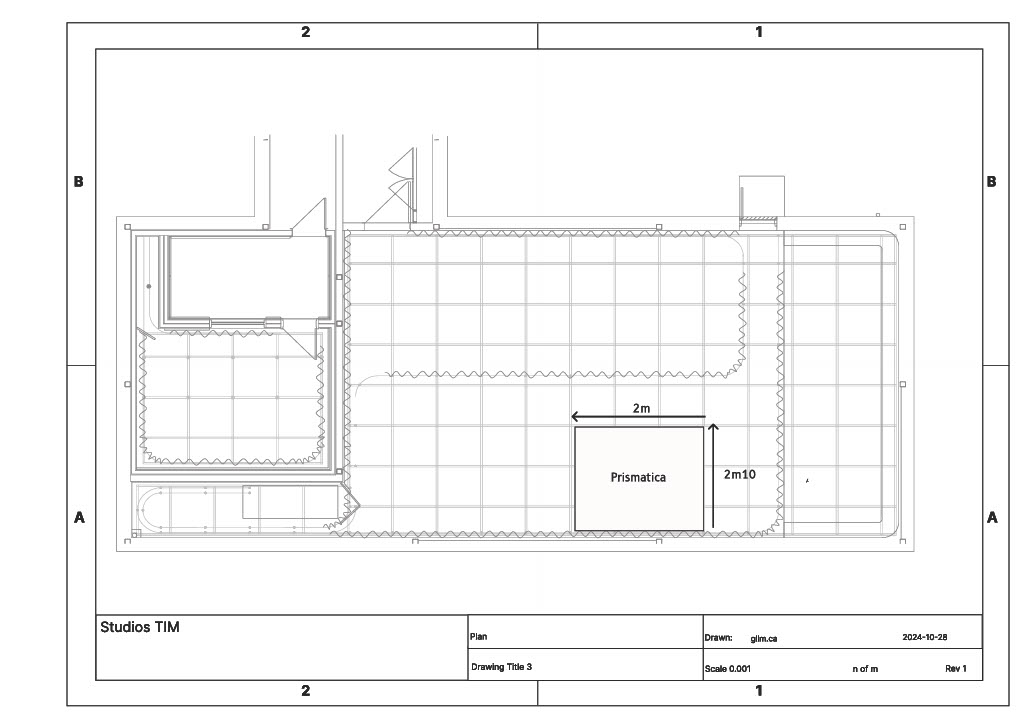 2 1
B B
2m
Prismatica 2m10
A A
Studios TIM
Plan Drawn: glim.ca 2024-10-28
Drawing Title 3 Scale 0.001 n of m Rev 1
2 1